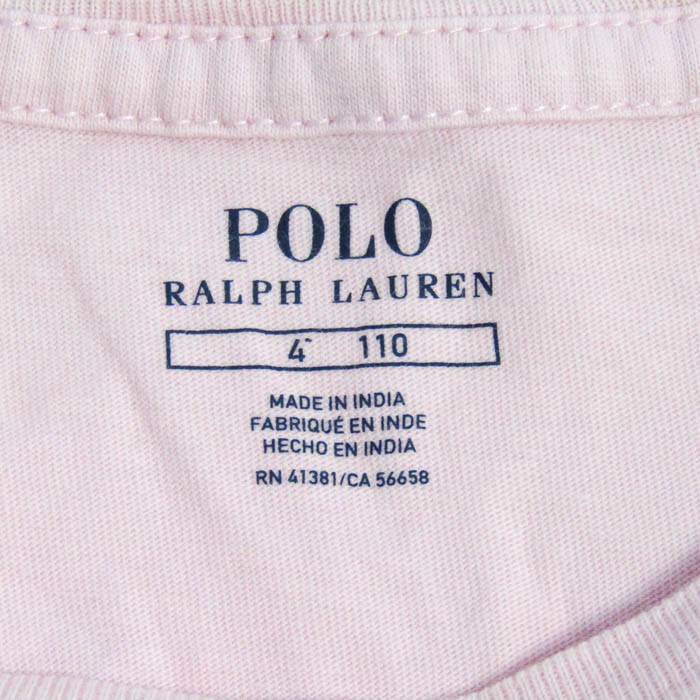 POLO
RALPH LAUREN
4 110
MADE IN INDIA
FABRIQUÉ EN INDE
HECHO EN INDIA
RN 41381/CA 56658